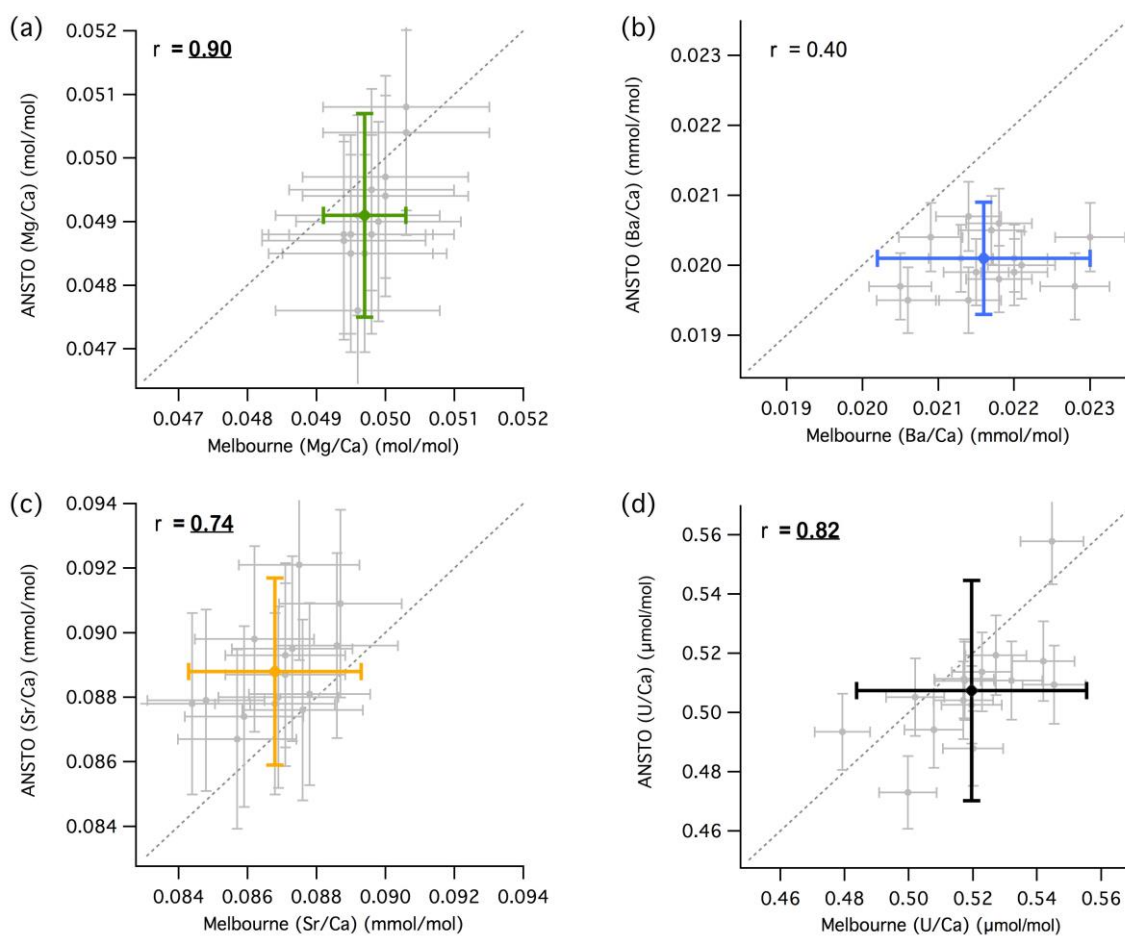 (a)
r = 0.90
0.052
0.051
0.050
0.049
0.048
0.047
ANSTO (Mg/Ca) (mol/mol)
0.047 0.048 0.049 0.050 0.051 0.052
Melbourne (Mg/Ca) (mol/mol)
(b)
r = 0.40
0.023
0.022
0.021
0.020
0.019
ANSTO (Ba/Ca) (mmol/mol)
0.019 0.020 0.021 0.022 0.023
Melbourne (Ba/Ca) (mmol/mol)
(c)
r = 0.74
0.094
0.092
0.090
0.088
0.086
0.084
ANSTO (Sr/Ca) (mmol/mol)
0.084 0.086 0.088 0.090 0.092 0.094
Melbourne (Sr/Ca) (mmol/mol)
(d)
r = 0.82
0.56
0.54
0.52
0.50
0.48
0.46
ANSTO (U/Ca) (μmol/mol)
0.46 0.48 0.50 0.52 0.54 0.56
Melbourne (U/Ca) (μmol/mol)